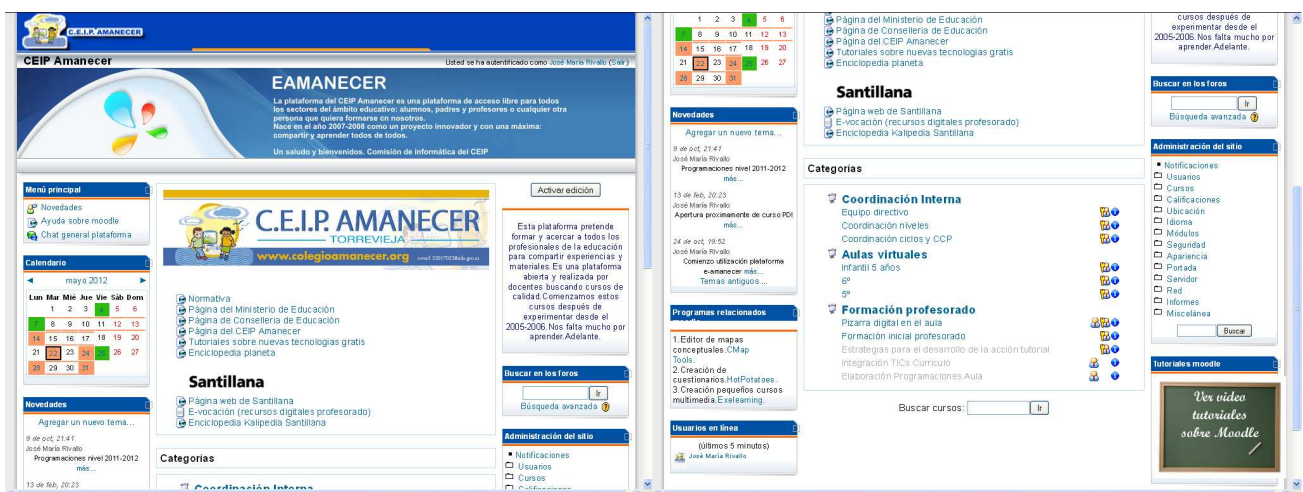 C.E.I.P. AMANECER
CEIP Amanecer
Usted se ha autentificado como José María Rivallo (Salir)
EAMANECER
La plataforma del CEIP Amanecer es una plataforma de acceso libre para todos
los sectores del ámbito educativo: alumnos, padres y profesores o cualquier otra
persona que quiera formarse cn nosotros.
Nace en el año 2007-2008 como un proyecto innovador y con una máxima:
compartir y aprender todos de todos.
Un saludo y bienvenidos. Comisión de informática del CEIP
Menú principal
Novedades
Ayuda sobre moodle
Chat general plataforma
Calendario
mayo 2012
Lun Mar Mié Jue Vie Sáb Dom
1 2 3 4 5 6
7 8 9 10 11 12 13
14 15 16 17 18 19 20
21 22 23 24 25 26 27
28 29 30 31
Novedades
Agregar un nuevo tema...
9 de oct, 21:41
José María Rivallo
Programaciones nivel 2011-2012
más...
13 de feb, 20:23
C.E.I.P. AMANECER
TORREVIEJA
www.colegioamanecer.org
Normativa
Página del Ministerio de Educación
Página de Conselleria de Educación
Página del CEIP Amanecer
Tutoriales sobre nuevas tecnologias gratis
Enciclopedia planeta
Santillana
Página web de Santillana
E-vocación (recursos digitales profesorado)
Enciclopedia Kalipedia Santillana
Categorías
Coordinación Interna
Activar edición
Esta plataforma pretende
formar y acercar a todos los
profesionales de la educación
para compartir experiencias y
materiales.Es una plataforma
abierta y realizada por
docentes buscando cursos de
calidad.Comenzamos estos
cursos después de
experimentar desde el
2005-2006.Nos falta mucho por
aprender.Adelante.
Buscar en los foros
Ir
Búsqueda avanzada
Administración del sitio
Notificaciones
Usuarios
Cursos
Calificaciones
1 2 3 4 5 6
7 8 9 10 11 12 13
14 15 16 17 18 19 20
21 22 23 24 25 26 27
28 29 30 31
Novedades
Agregar un nuevo tema...
9 de oct, 21:41
José María Rivallo
Programaciones nivel 2011-2012
más...
13 de feb, 20:23
José María Rivallo
Apertura proximamente de curso PDI
más...
24 de oct, 19:52
José María Rivallo
Comienzo utilización plataforma
e-amanecer más...
Temas antiguos ...
Programas relacionados
moodle
1.Editor de mapas
conceptuales.CMap
Tools.
2.Creación de
cuestionarios.HotPotatoes.
3.Creación pequeños cursos
multimedia.Exelearning.
Usuarios en línea
(últimos 5 minutos)
José María Rivallo
Página del Ministerio de Educación
Página de Conselleria de Educación
Página del CEIP Amanecer
Tutoriales sobre nuevas tecnologias gratis
Enciclopedia planeta
Santillana
Página web de Santillana
E-vocación (recursos digitales profesorado)
Enciclopedia Kalipedia Santillana
Categorías
Coordinación Interna
Equipo directivo
Coordinación niveles
Coordinación ciclos y CCP
Aulas virtuales
Infantil 5 años
6º
5º
Formación profesorado
Pizarra digital en el aula
Formación inicial profesorado
Estrategias para el desarrollo de la acción tutorial
Integración TICs Curriculo
Elaboración Programaciones Aula
Buscar cursos:
Ir
cursos después de
experimentar desde el
2005-2006.Nos falta mucho por
aprender.Adelante.
Buscar en los foros
Ir
Búsqueda avanzada
Administración del sitio
Notificaciones
Usuarios
Cursos
Calificaciones
Ubicación
Idioma
Módulos
Seguridad
Apariencia
Portada
Servidor
Red
Informes
Miscelánea
Buscar
Tutoriales moodle
Ver video
tutoriales
sobre Moodle